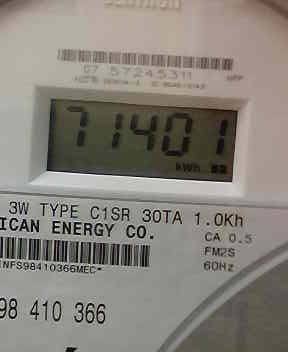 07 57245311
71401
kWh
3W TYPE C1SR 30TA 1.0Kh
ICAN ENERGY CO.
CA 0.5
FM2S
60Hz
INFS98410366MEC*
98 410 366